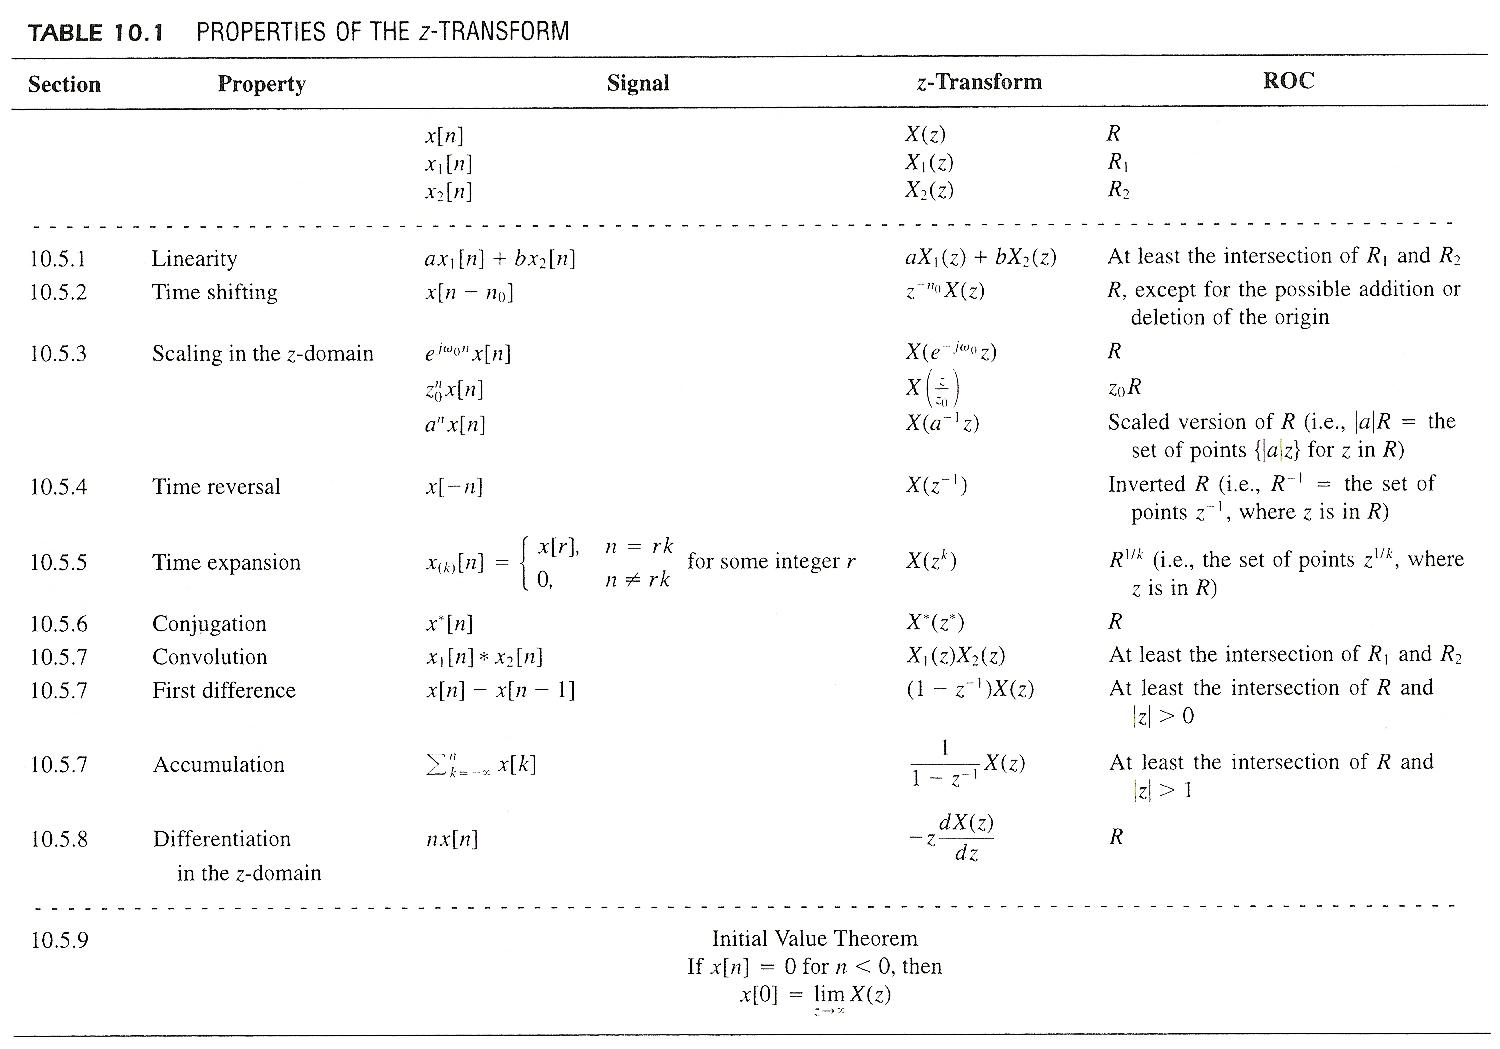 TABLE 10.1 PROPERTIES OF THE z-TRANSFORM
Section Property Signal z-Transform ROC
x[n] X(z) R
x₁[n] X₁(z) R₁
x₂[n] X₂(z) R₂
10.5.1 Linearity ax₁[n] + bx₂[n] aX₁(z) + bX₂(z) At least the intersection of R₁ and R₂
10.5.2 Time shifting x[n − n₀] z^{−n₀}X(z) R, except for the possible addition or
deletion of the origin
10.5.3 Scaling in the z-domain e^{jω₀n}x[n] X(e^{−jω₀}z) R
z₀ⁿx[n] X(z/z₀) z₀R
aⁿx[n] X(a⁻¹z) Scaled version of R (i.e., |a|R = the
set of points {|a|z} for z in R)
10.5.4 Time reversal x[−n] X(z⁻¹) Inverted R (i.e., R⁻¹ = the set of
points z⁻¹, where z is in R)
10.5.5 Time expansion x₍ₖ₎[n] = { x[r], n = rk; 0, n ≠ rk for some integer r X(zᵏ) R^{1/k} (i.e., the set of points z^{1/k}, where
z is in R)
10.5.6 Conjugation x*[n] X*(z*) R
10.5.7 Convolution x₁[n] * x₂[n] X₁(z)X₂(z) At least the intersection of R₁ and R₂
10.5.7 First difference x[n] − x[n − 1] (1 − z⁻¹)X(z) At least the intersection of R and
|z| > 0
10.5.7 Accumulation ∑_{k=−∞}^{n} x[k] 1/(1 − z⁻¹) X(z) At least the intersection of R and
|z| > 1
10.5.8 Differentiation nx[n] −z dX(z)/dz R
in the z-domain
10.5.9 Initial Value Theorem
If x[n] = 0 for n < 0, then
x[0] = lim X(z)
z→∞